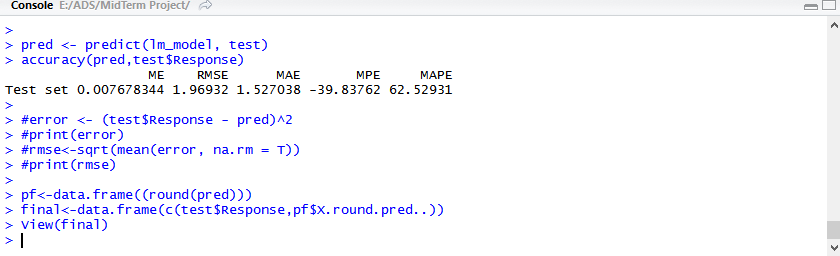 Console E:/ADS/MidTerm Project/
>
> pred <- predict(lm_model, test)
> accuracy(pred,test$Response)
                  ME    RMSE      MAE       MPE     MAPE
Test set 0.007678344 1.96932 1.527038 -39.83762 62.52931
>
> #error <- (test$Response - pred)^2
> #print(error)
> #rmse<-sqrt(mean(error, na.rm = T))
> #print(rmse)
>
> pf<-data.frame((round(pred)))
> final<-data.frame(c(test$Response,pf$X.round.pred..))
> View(final)
>